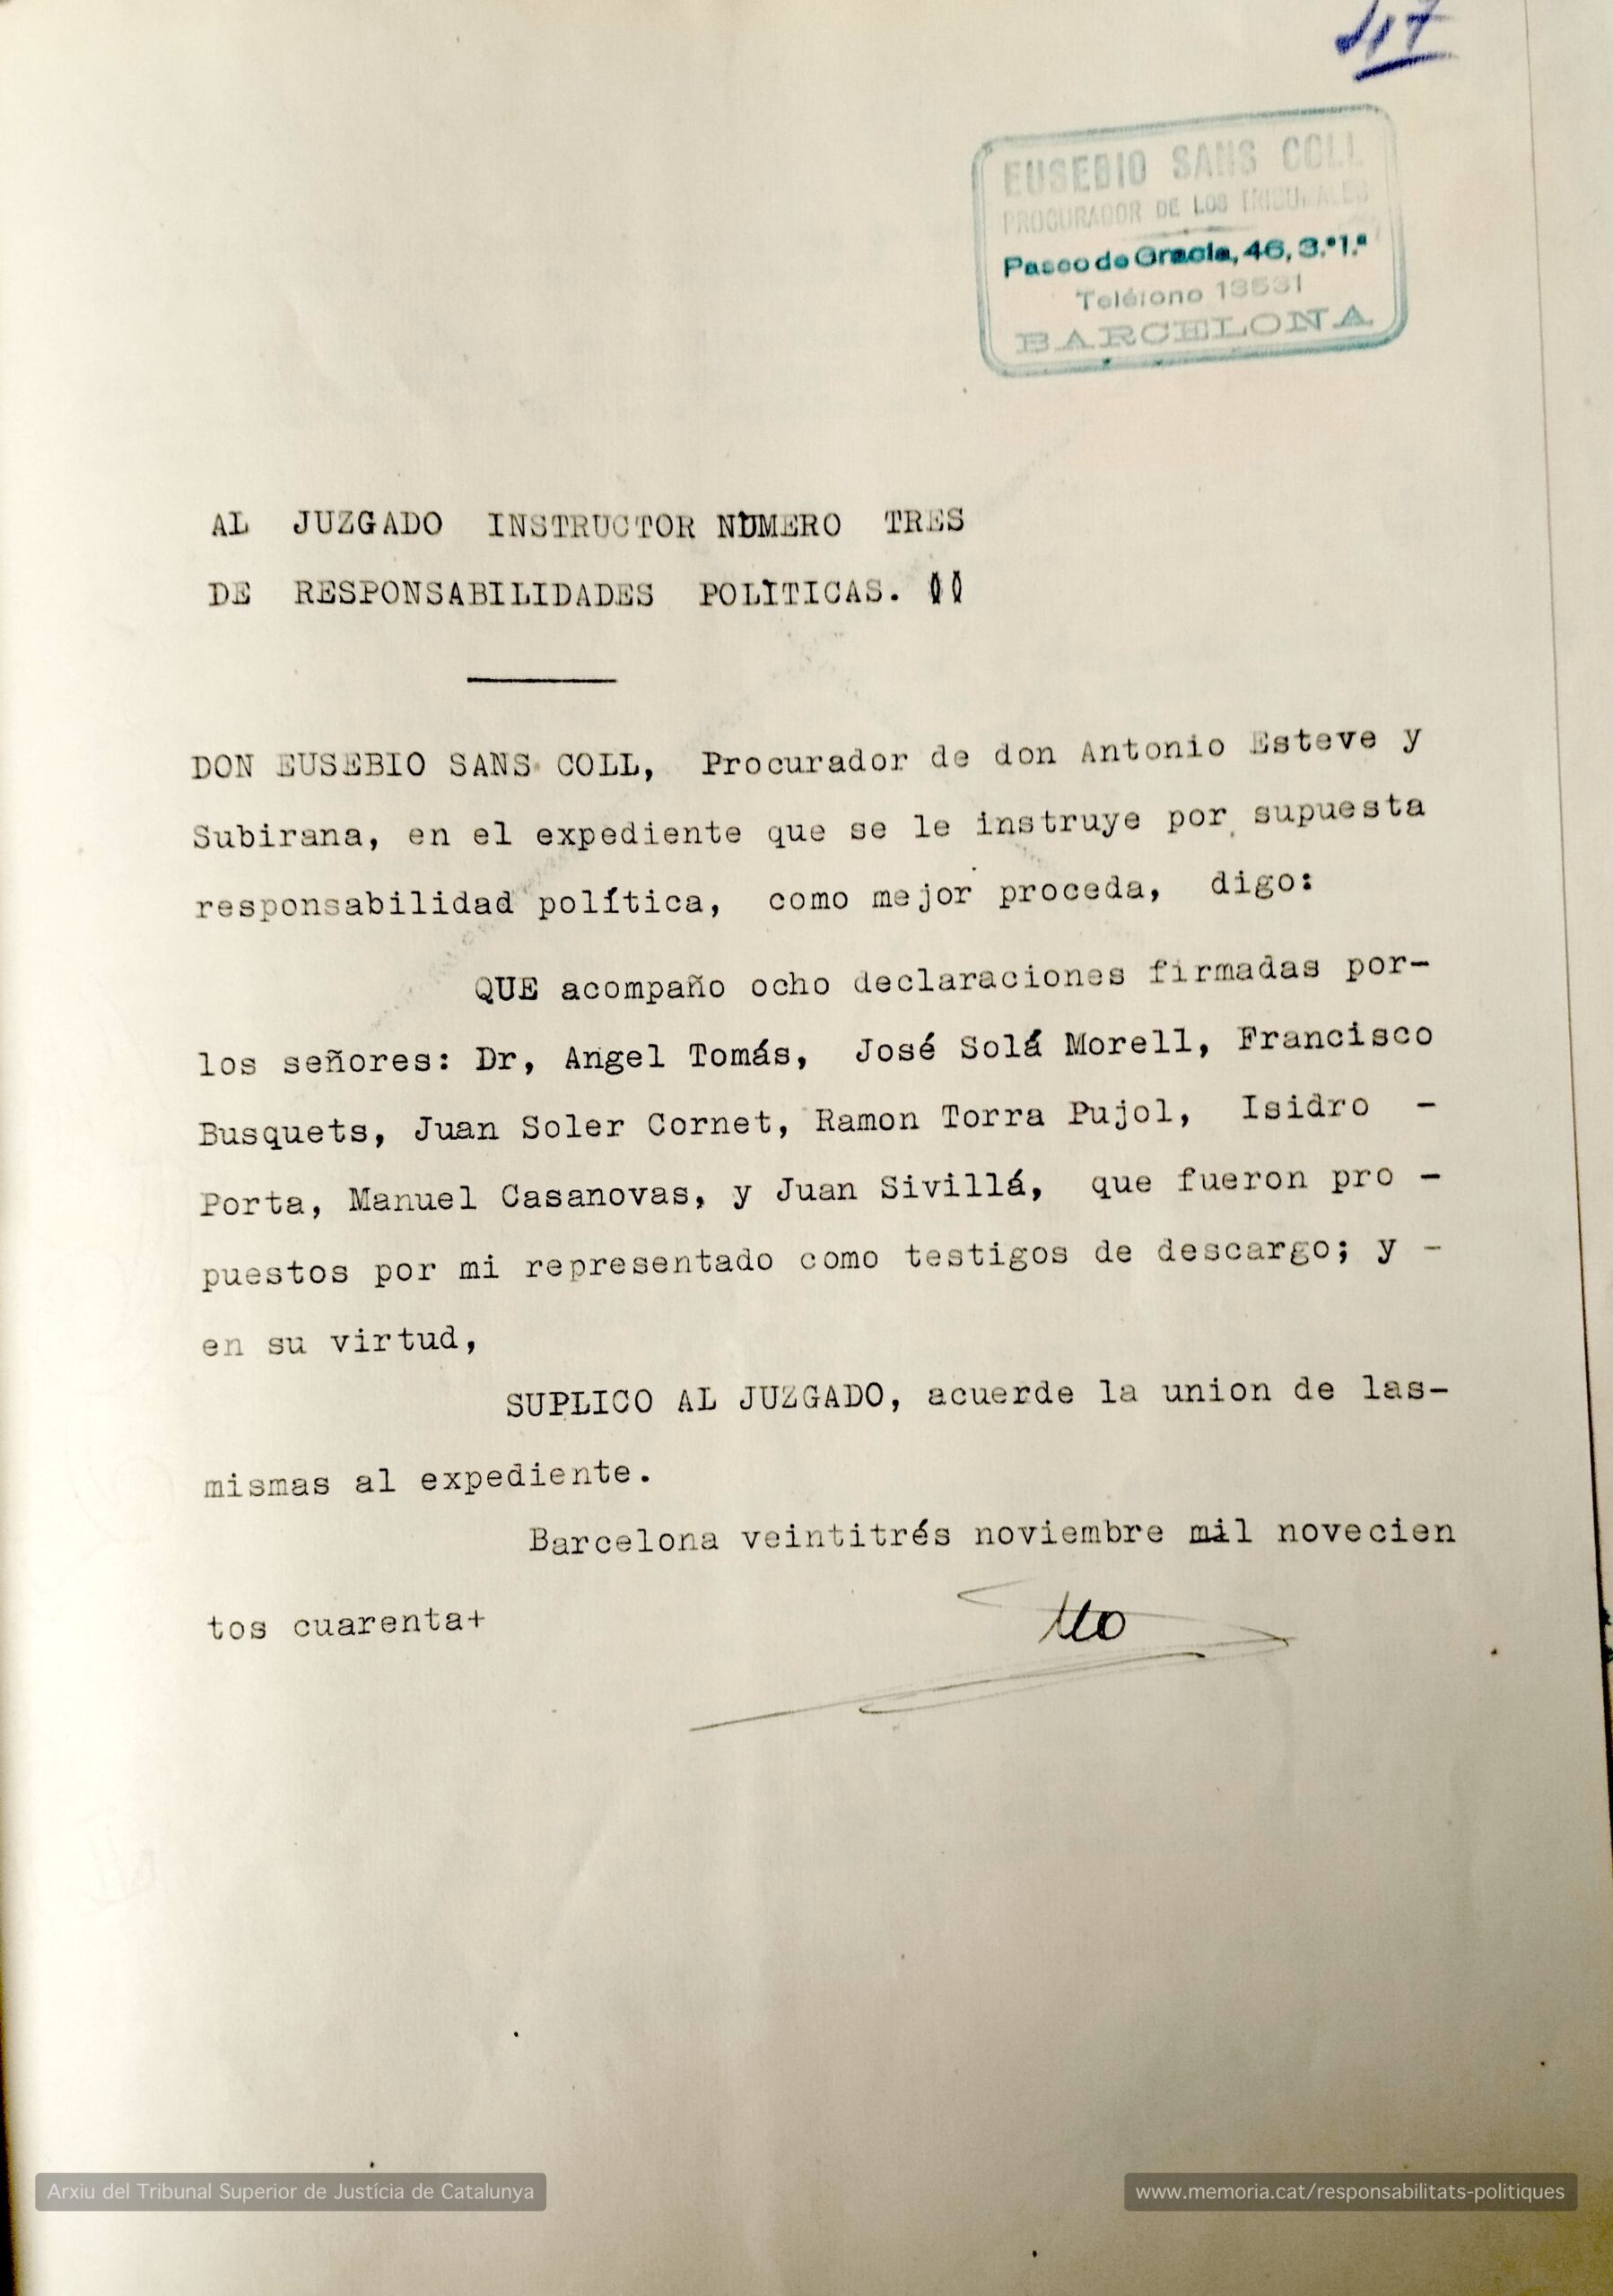 117
EUSEBIO SANS COLL
PROCURADOR DE LOS TRIBUNALES
Paseo de Gracia, 46, 3.º 1.ª
Teléfono 13531
BARCELONA
AL JUZGADO INSTRUCTOR NUMERO TRES
DE RESPONSABILIDADES POLITICAS.
DON EUSEBIO SANS COLL, Procurador de don Antonio Esteve y
Subirana, en el expediente que se le instruye por supuesta
responsabilidad política, como mejor proceda, digo:
QUE acompaño ocho declaraciones firmadas por-
los señores: Dr, Angel Tomás, José Solá Morell, Francisco
Busquets, Juan Soler Cornet, Ramon Torra Pujol, Isidro -
Porta, Manuel Casanovas, y Juan Sivillá, que fueron pro -
puestos por mi representado como testigos de descargo; y -
en su virtud,
SUPLICO AL JUZGADO, acuerde la union de las-
mismas al expediente.
Barcelona veintitrés noviembre mil novecien
tos cuarenta+
Arxiu del Tribunal Superior de Justícia de Catalunya
www.memoria.cat/responsabilitats-politiques